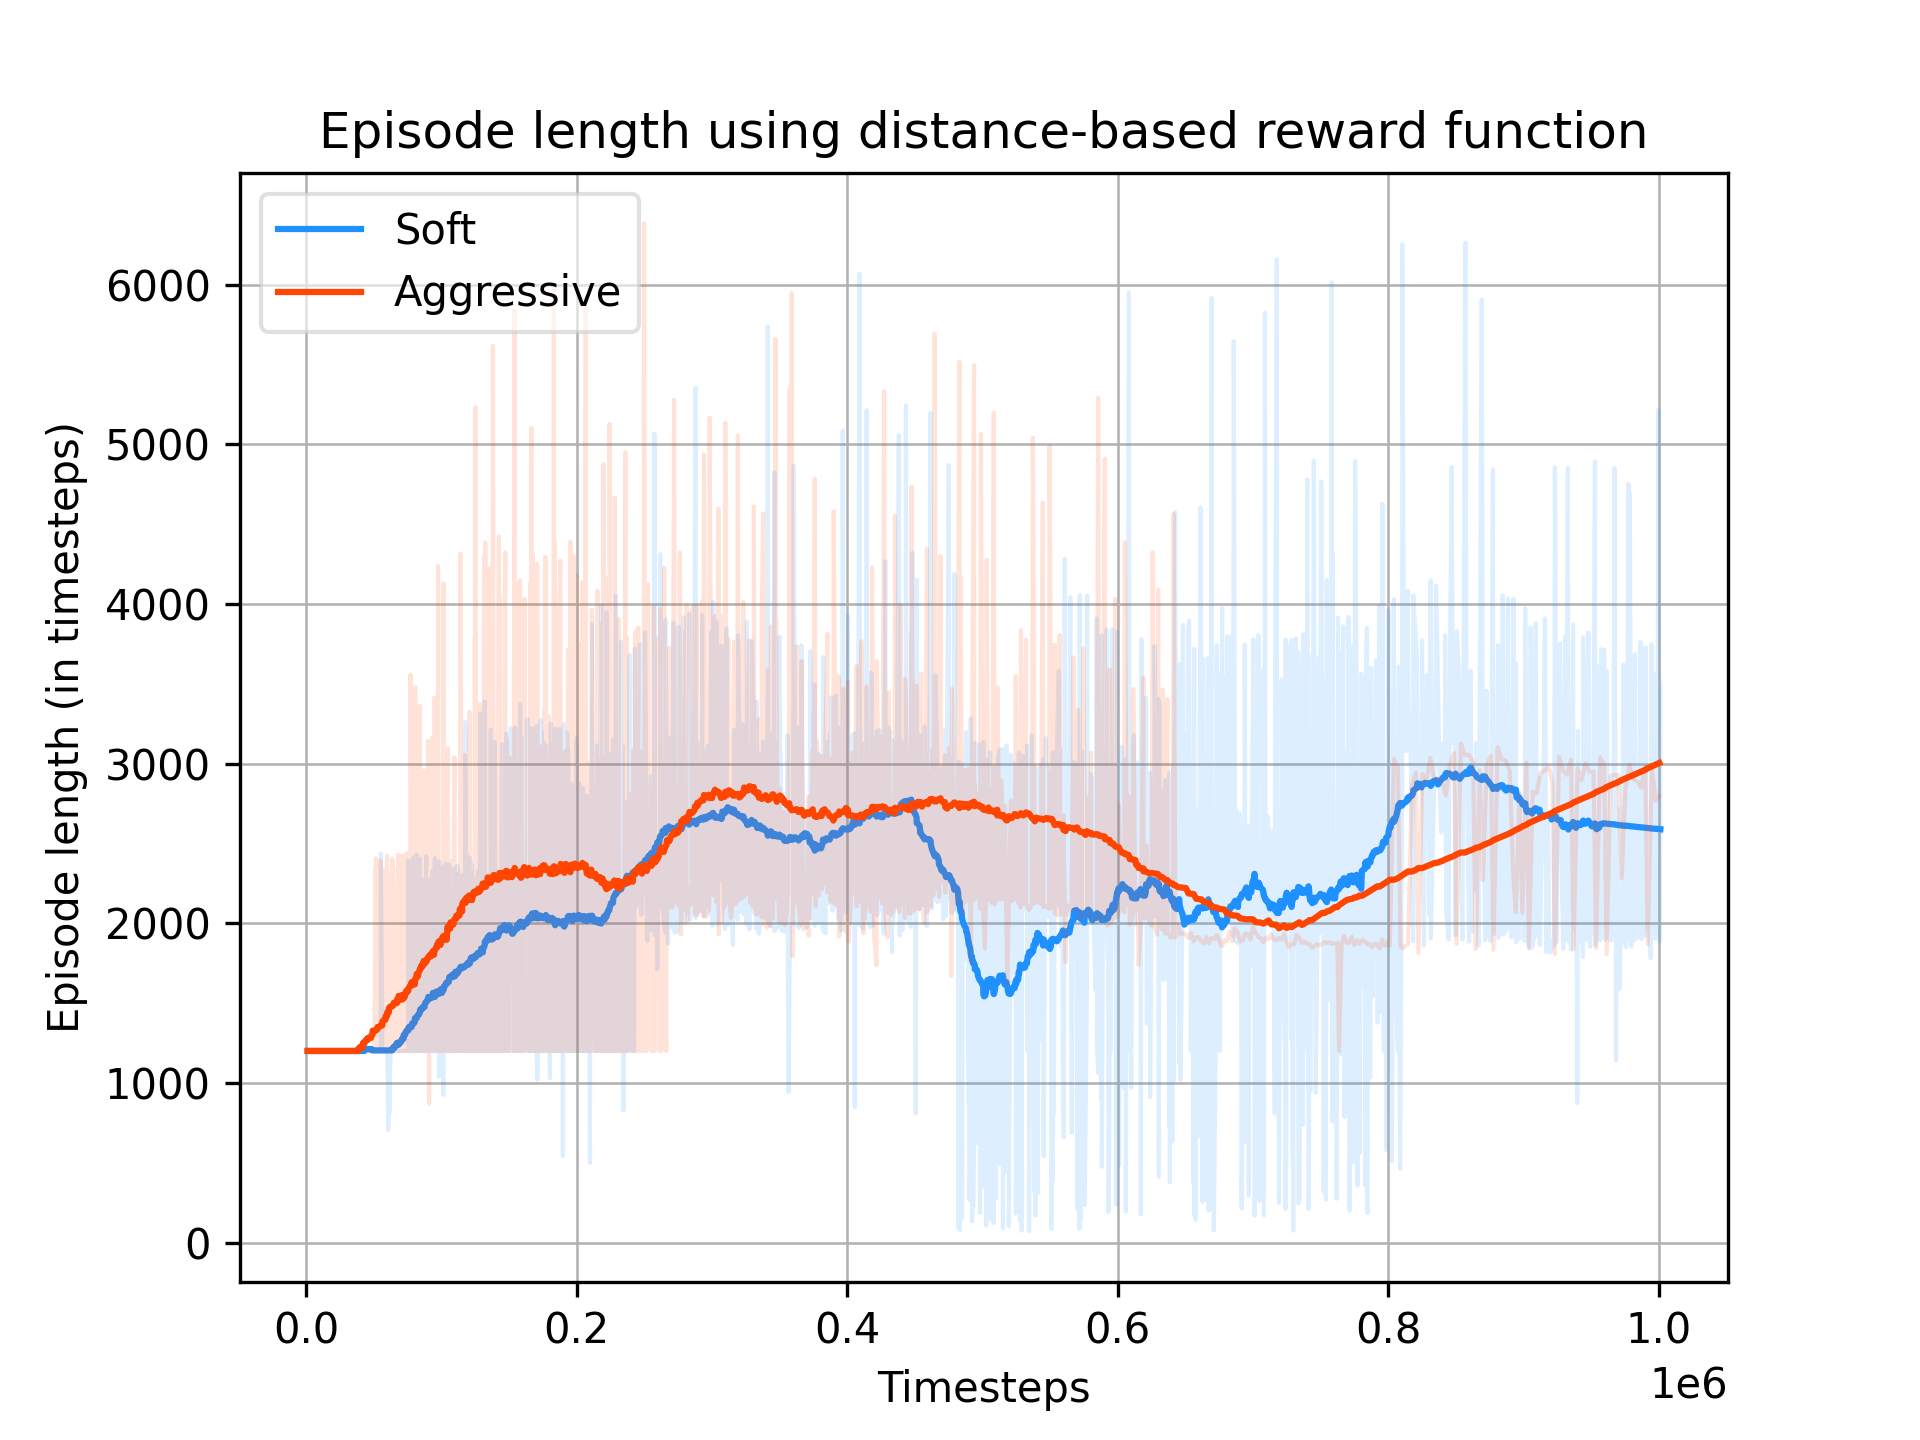 Episode length using distance-based reward function
Soft
Aggressive
Episode length (in timesteps)
6000
5000
4000
3000
2000
1000
0
0.0 0.2 0.4 0.6 0.8 1.0
1e6
Timesteps